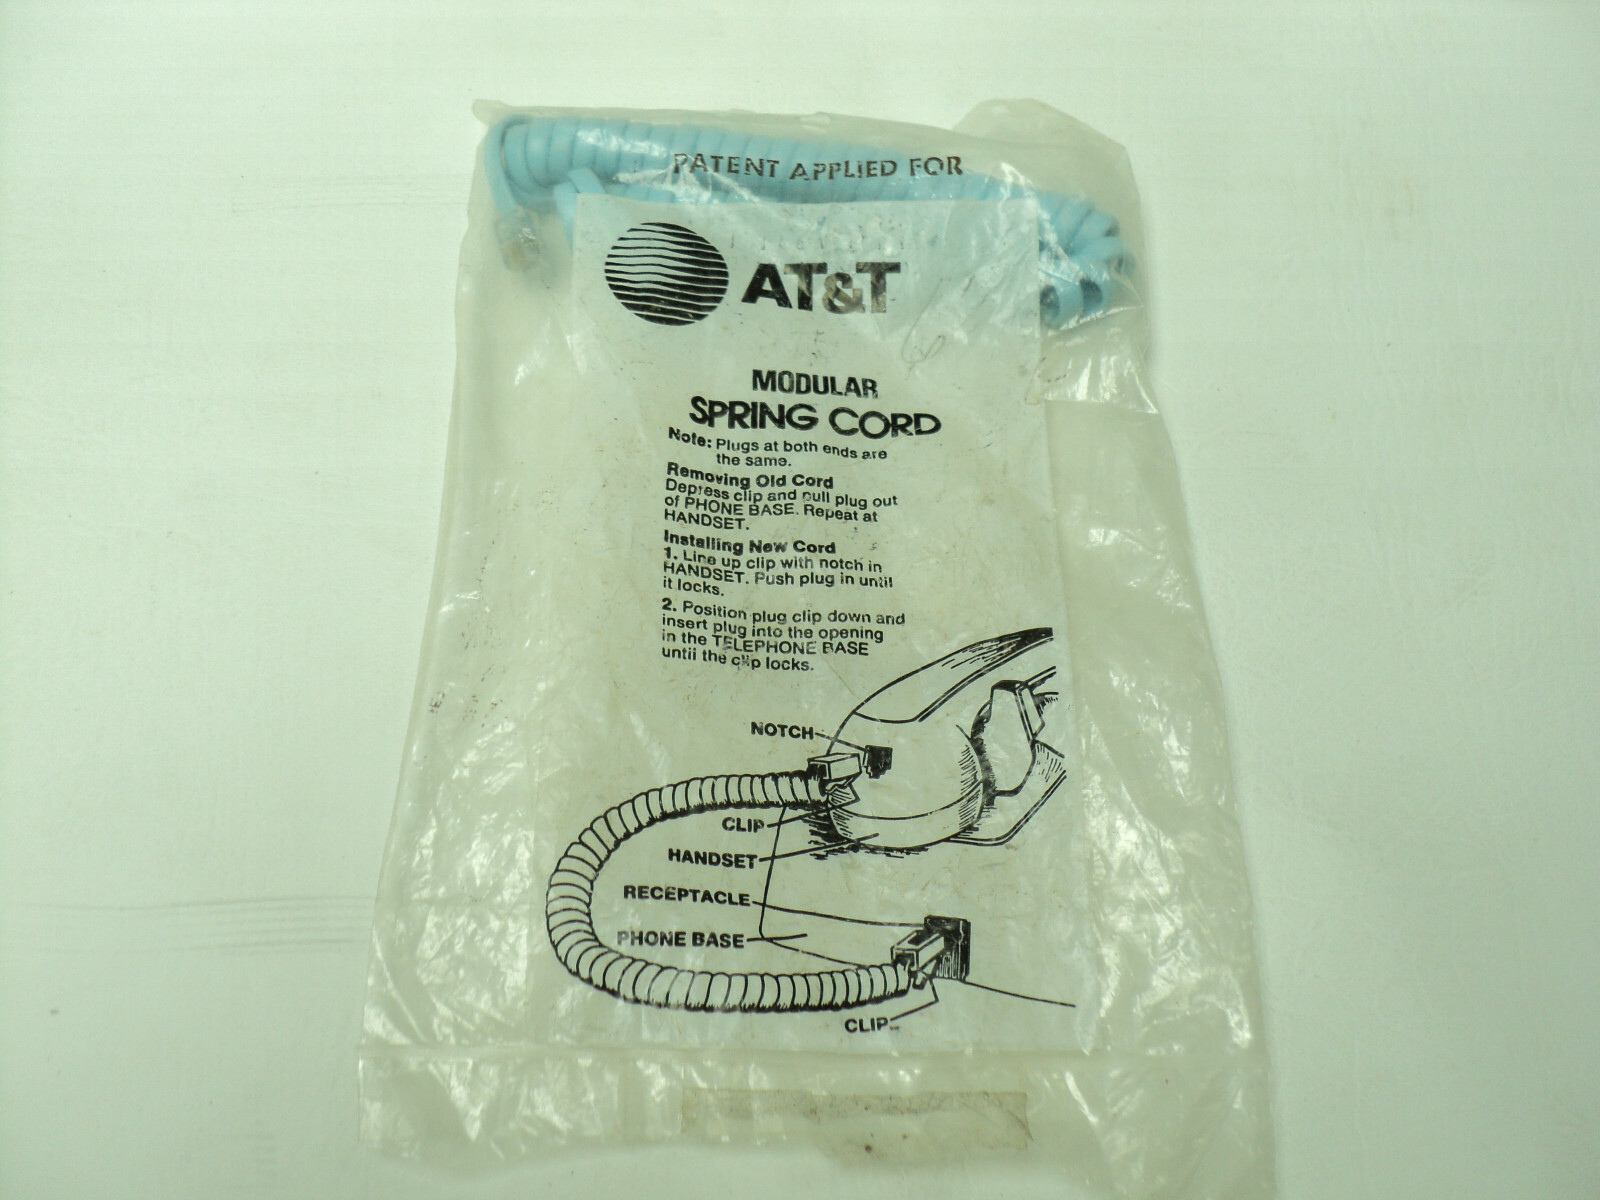 PATENT APPLIED FOR
AT&T
MODULAR
SPRING CORD
Note: Plugs at both ends are
the same.
Removing Old Cord
Depress clip and pull plug out
of PHONE BASE. Repeat at
HANDSET.
Installing New Cord
1. Line up clip with notch in
HANDSET. Push plug in until
it locks.
2. Position plug clip down and
insert plug into the opening
in the TELEPHONE BASE
until the clip locks.
NOTCH
CLIP
HANDSET
RECEPTACLE
PHONE BASE
CLIP